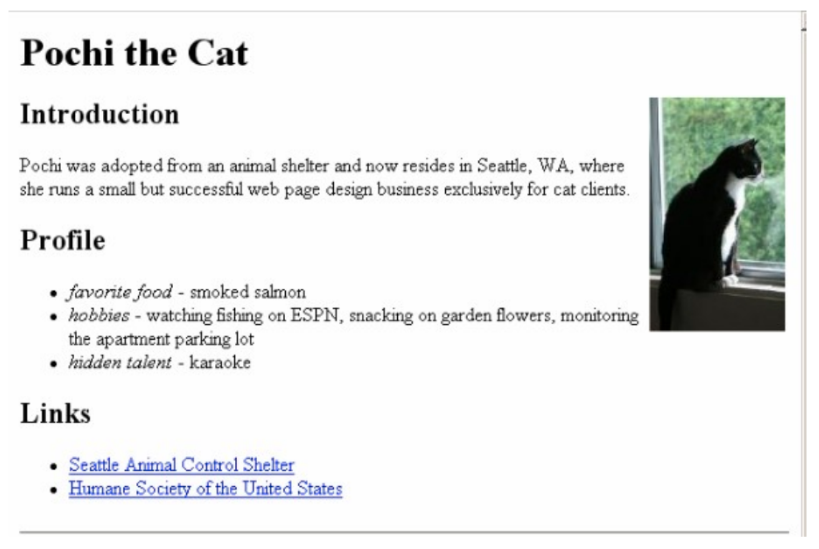 Pochi the Cat
Introduction
Pochi was adopted from an animal shelter and now resides in Seattle, WA, where
she runs a small but successful web page design business exclusively for cat clients.
Profile
• favorite food - smoked salmon
• hobbies - watching fishing on ESPN, snacking on garden flowers, monitoring
the apartment parking lot
• hidden talent - karaoke
Links
• Seattle Animal Control Shelter
• Humane Society of the United States